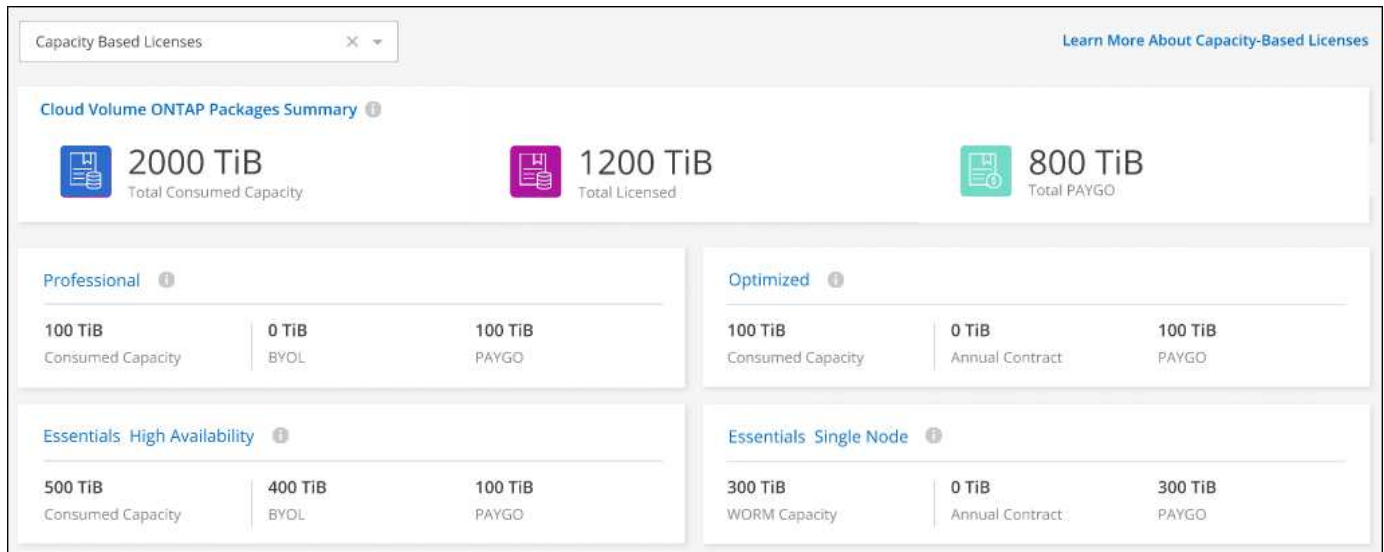 Capacity Based Licenses
Learn More About Capacity-Based Licenses
Cloud Volume ONTAP Packages Summary
2000 TiB
Total Consumed Capacity
1200 TiB
Total Licensed
800 TiB
Total PAYGO
Professional
100 TiB
Consumed Capacity
0 TiB
BYOL
100 TiB
PAYGO
Optimized
100 TiB
Consumed Capacity
0 TiB
Annual Contract
100 TiB
PAYGO
Essentials High Availability
500 TiB
Consumed Capacity
400 TiB
BYOL
100 TiB
PAYGO
Essentials Single Node
300 TiB
WORM Capacity
0 TiB
Annual Contract
300 TiB
PAYGO